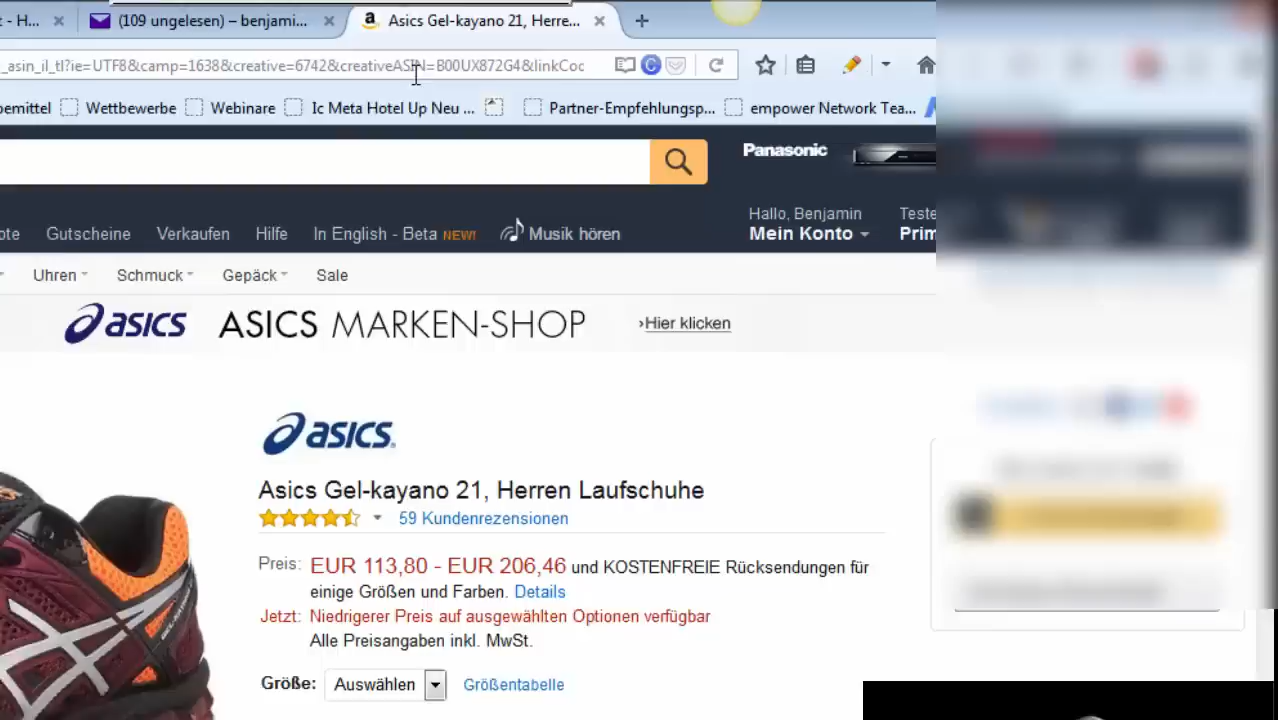 t - H...
(109 ungelesen) – benjami...
Asics Gel-kayano 21, Herre...
_asin_il_tl?ie=UTF8&camp=1638&creative=6742&creativeASIN=B00UX872G4&linkCoc
pemittel
Wettbewerbe
Webinare
Ic Meta Hotel Up Neu ...
Partner-Empfehlungsp...
empower Network Tea...
Panasonic
ote
Gutscheine
Verkaufen
Hilfe
In English - Beta NEW!
Musik hören
Hallo, Benjamin
Mein Konto
Teste
Prim
Uhren
Schmuck
Gepäck
Sale
asics
ASICS MARKEN-SHOP
›Hier klicken
asics
Asics Gel-kayano 21, Herren Laufschuhe
59 Kundenrezensionen
Preis: EUR 113,80 - EUR 206,46 und KOSTENFREIE Rücksendungen für
einige Größen und Farben. Details
Jetzt: Niedrigerer Preis auf ausgewählten Optionen verfügbar
Alle Preisangaben inkl. MwSt.
Größe: Auswählen Größentabelle